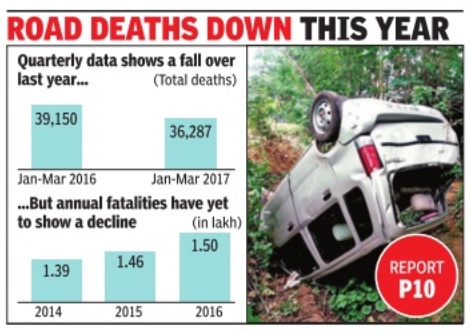 ROAD DEATHS DOWN THIS YEAR
Quarterly data shows a fall over
last year... (Total deaths)
39,150
36,287
Jan-Mar 2016 Jan-Mar 2017
...But annual fatalities have yet
to show a decline (in lakh)
1.39 1.46 1.50
2014 2015 2016
REPORT
P10